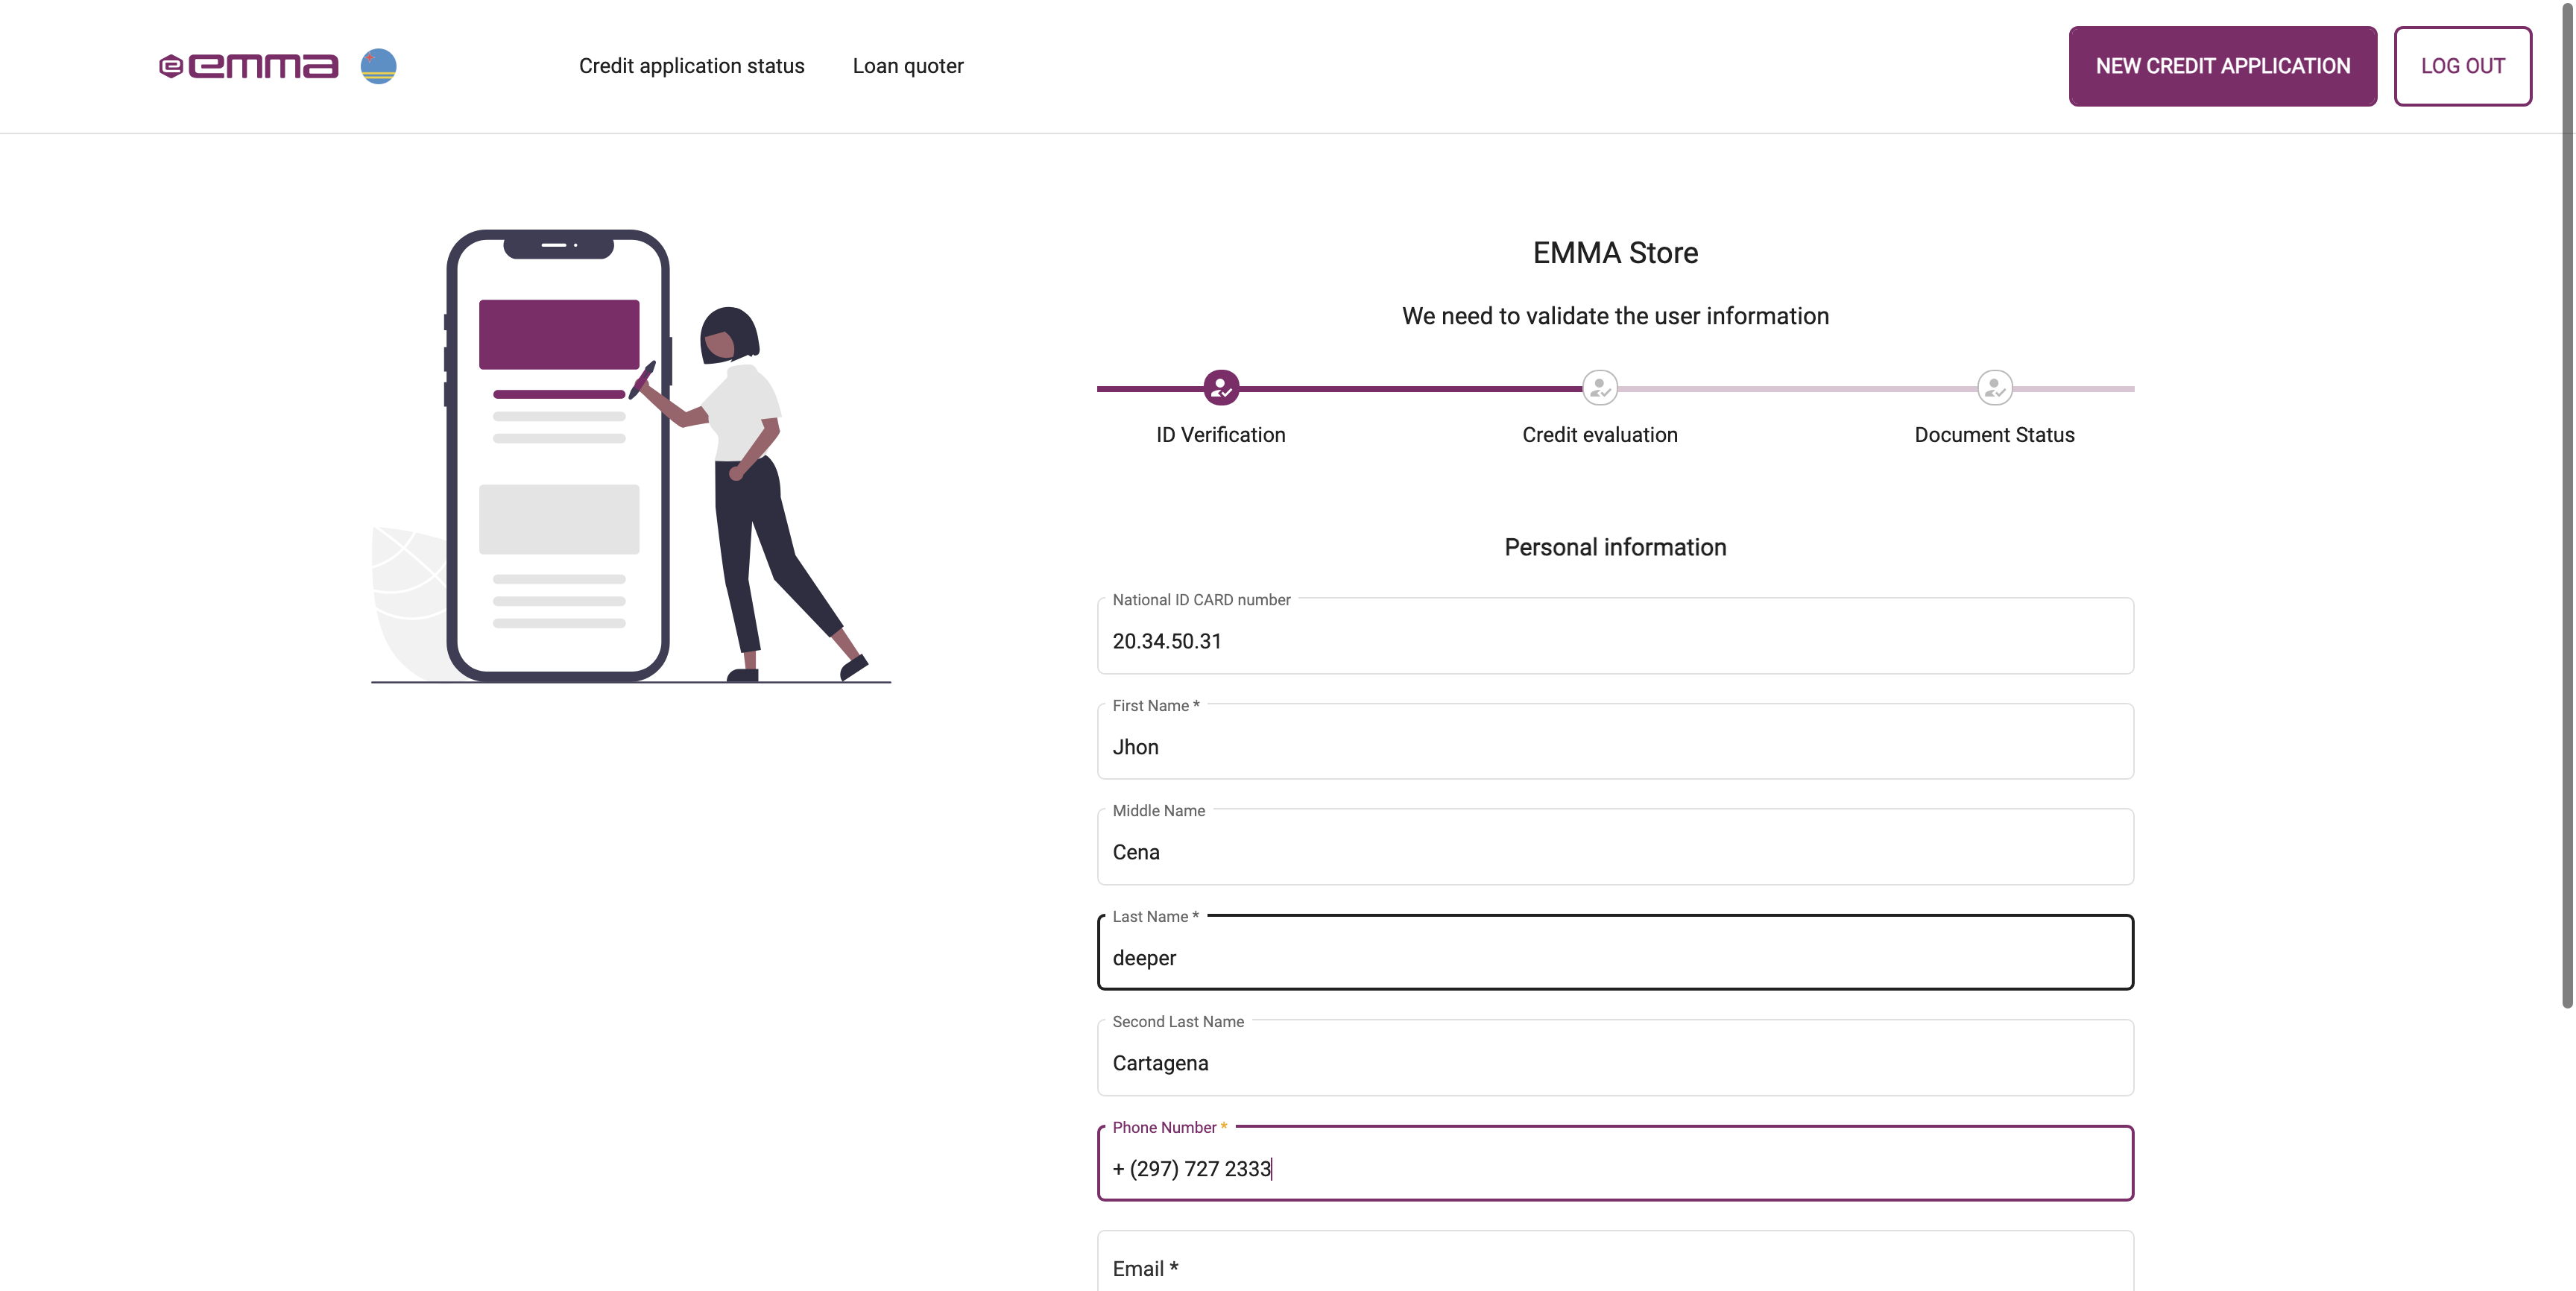 emma
Credit application status
Loan quoter
NEW CREDIT APPLICATION
LOG OUT
EMMA Store
We need to validate the user information
ID Verification
Credit evaluation
Document Status
Personal information
National ID CARD number
20.34.50.31
First Name *
Jhon
Middle Name
Cena
Last Name *
deeper
Second Last Name
Cartagena
Phone Number *
+ (297) 727 2333
Email *